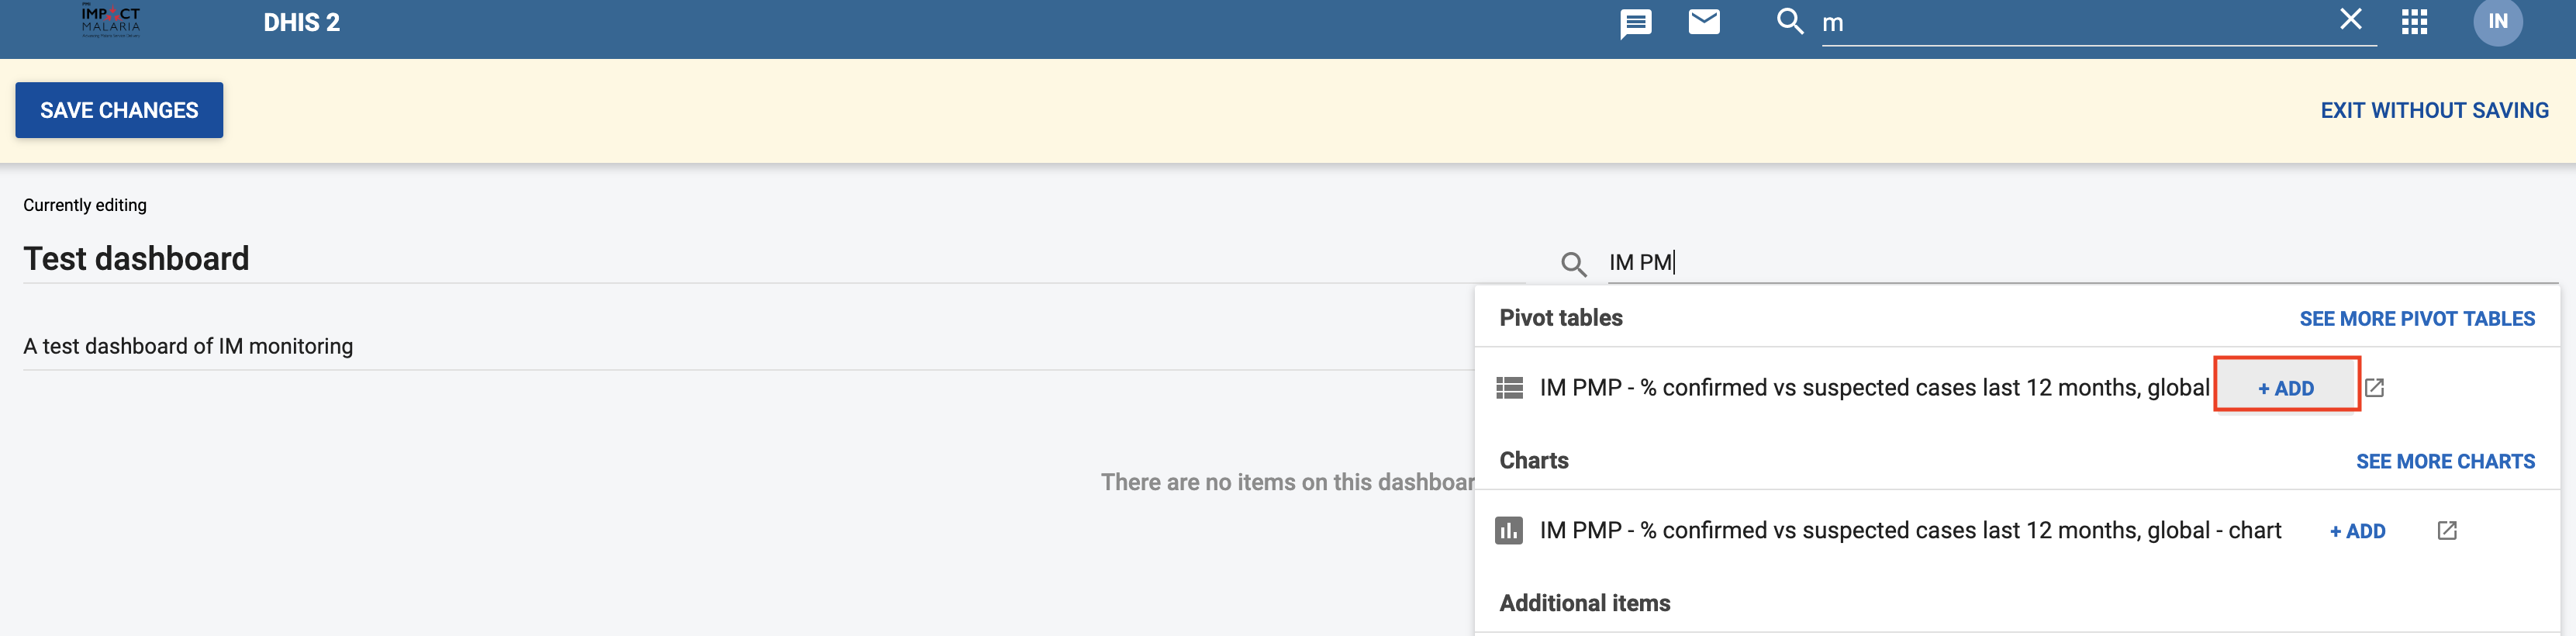 IMPACT
MALARIA
DHIS 2
m
IN
SAVE CHANGES
EXIT WITHOUT SAVING
Currently editing
Test dashboard
IM PM
A test dashboard of IM monitoring
There are no items on this dashboar
Pivot tables
SEE MORE PIVOT TABLES
IM PMP - % confirmed vs suspected cases last 12 months, global
+ ADD
Charts
SEE MORE CHARTS
IM PMP - % confirmed vs suspected cases last 12 months, global - chart
+ ADD
Additional items